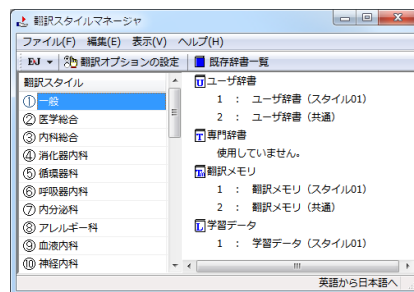 翻訳スタイルマネージャ
ファイル(F) 編集(E) 表示(V) ヘルプ(H)
EJ 翻訳オプションの設定 既存辞書一覧
翻訳スタイル
① 一般
② 医学総合
③ 内科総合
④ 消化器内科
⑤ 循環器科
⑥ 呼吸器内科
⑦ 内分泌科
⑧ アレルギー科
⑨ 血液内科
⑩ 神経内科
U ユーザ辞書
1 : ユーザ辞書（スタイル01）
2 : ユーザ辞書（共通）
T 専門辞書
使用していません。
TM 翻訳メモリ
1 : 翻訳メモリ（スタイル01）
2 : 翻訳メモリ（共通）
L 学習データ
1 : 学習データ（スタイル01）
英語から日本語へ